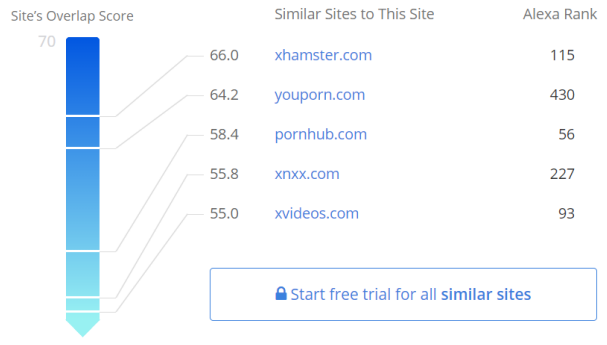 Site's Overlap Score
Similar Sites to This Site Alexa Rank
70
66.0 xhamster.com 115
64.2 youporn.com 430
58.4 pornhub.com 56
55.8 xnxx.com 227
55.0 xvideos.com 93
Start free trial for all similar sites